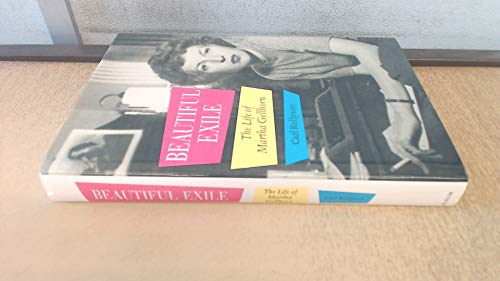 BEAUTIFUL
EXILE
The Life of
Martha Gellhorn
Carl Rollyson
BEAUTIFUL EXILE
The Life of
Martha
Gellhorn
Carl Rollyson